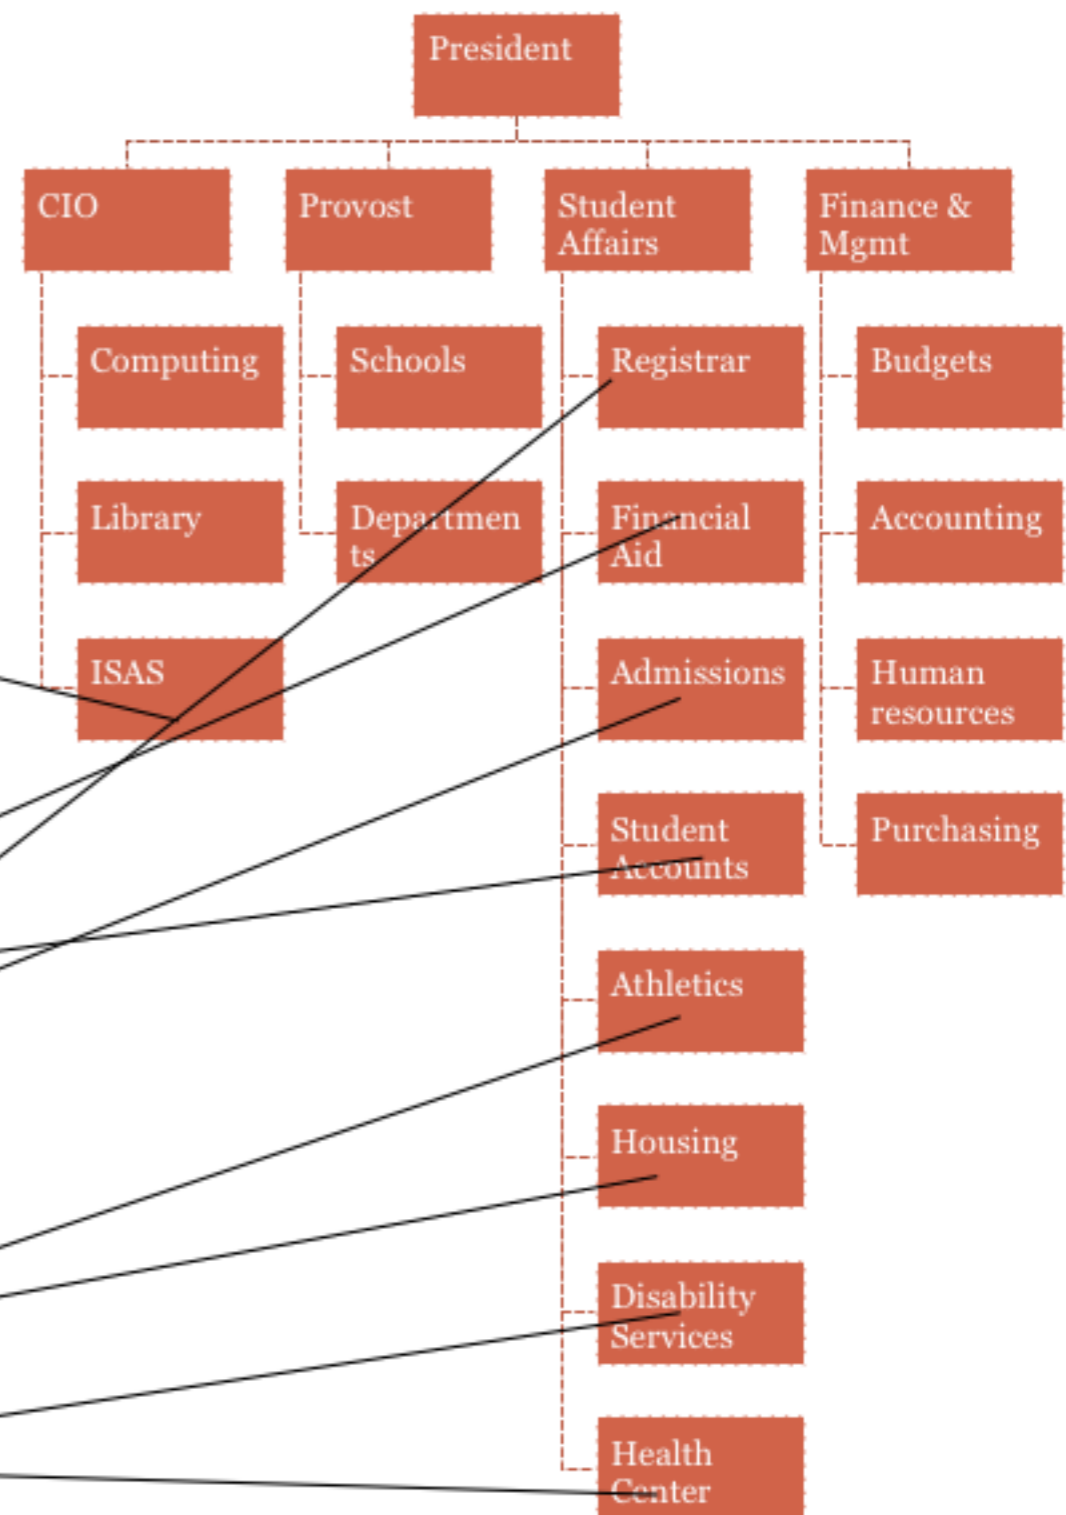 President
CIO
Provost
Student
Affairs
Finance &
Mgmt
Computing
Schools
Registrar
Budgets
Library
Departmen
ts
Financial
Aid
Accounting
ISAS
Admissions
Human
resources
Student
Accounts
Purchasing
Athletics
Housing
Disability
Services
Health
Center